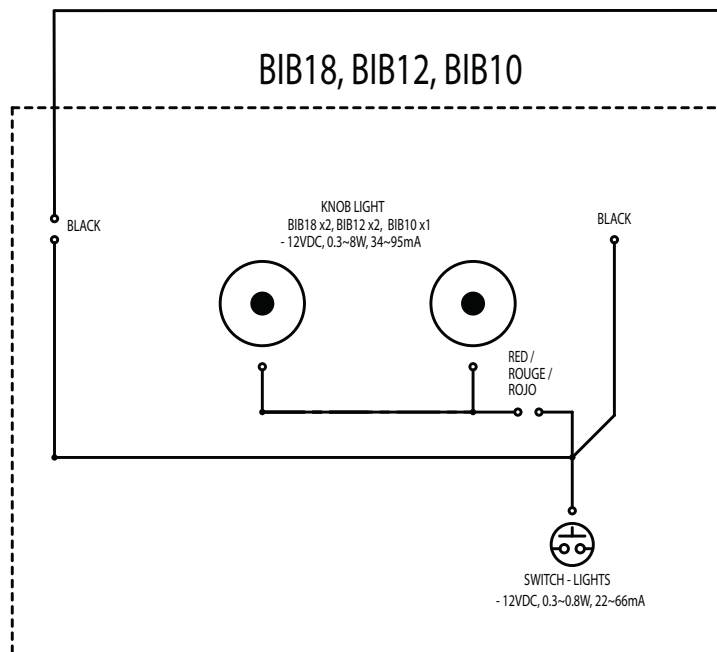 BIB18, BIB12, BIB10
BLACK
KNOB LIGHT
BIB18 x2, BIB12 x2, BIB10 x1
- 12VDC, 0.3~8W, 34~95mA
BLACK
RED /
ROUGE /
ROJO
SWITCH - LIGHTS
- 12VDC, 0.3~0.8W, 22~66mA